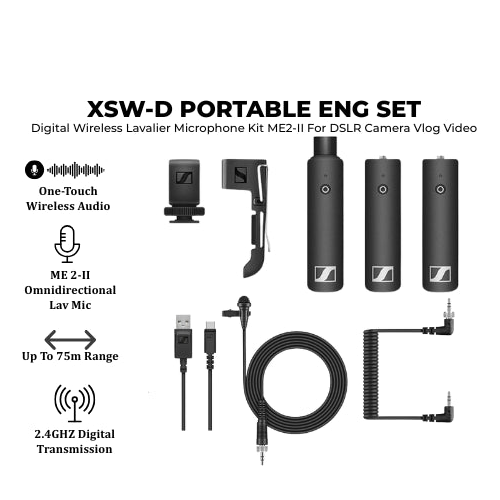 XSW-D PORTABLE ENG SET
Digital Wireless Lavalier Microphone Kit ME2-II For DSLR Camera Vlog Video
One-Touch
Wireless Audio
ME 2-II
Omnidirectional
Lav Mic
Up To 75m Range
2.4GHZ Digital
Transmission